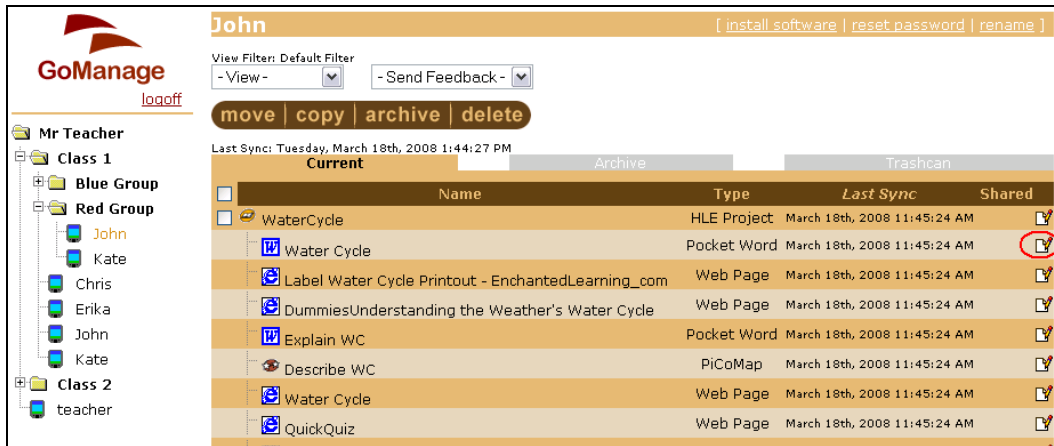 John [ install software | reset password | rename ]
GoManage
logoff
View Filter: Default Filter
-View- -Send Feedback-
move | copy | archive | delete
Last Sync: Tuesday, March 18th, 2008 1:44:27 PM
Mr Teacher
Class 1
Blue Group
Red Group
John
Kate
Chris
Erika
John
Kate
Class 2
teacher
Current Archive Trashcan
Name Type Last Sync Shared
WaterCycle HLE Project March 18th, 2008 11:45:24 AM
Water Cycle Pocket Word March 18th, 2008 11:45:24 AM
Label Water Cycle Printout - EnchantedLearning_com Web Page March 18th, 2008 11:45:24 AM
DummiesUnderstanding the Weather's Water Cycle Web Page March 18th, 2008 11:45:24 AM
Explain WC Pocket Word March 18th, 2008 11:45:24 AM
Describe WC PiCoMap March 18th, 2008 11:45:24 AM
Water Cycle Web Page March 18th, 2008 11:45:24 AM
QuickQuiz Web Page March 18th, 2008 11:45:24 AM